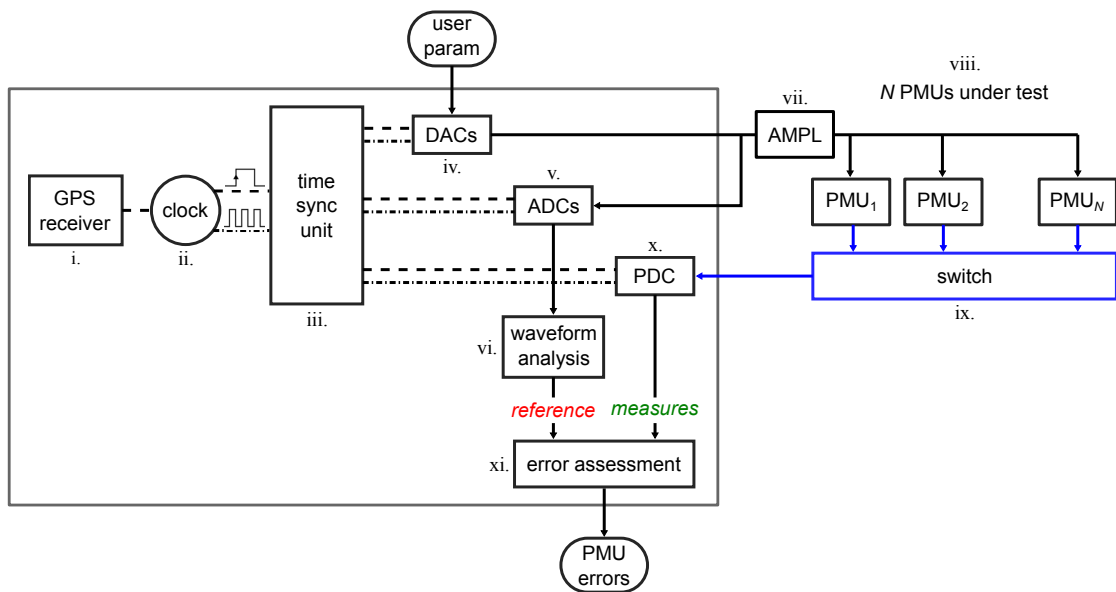 user
param
viii.
N PMUs under test
vii.
AMPL
DACs
iv.
v.
ADCs
GPS
receiver
i.
clock
ii.
time
sync
unit
iii.
PMU1
PMU2
PMUN
x.
PDC
switch
ix.
vi.
waveform
analysis
reference
measures
xi.
error assessment
PMU
errors